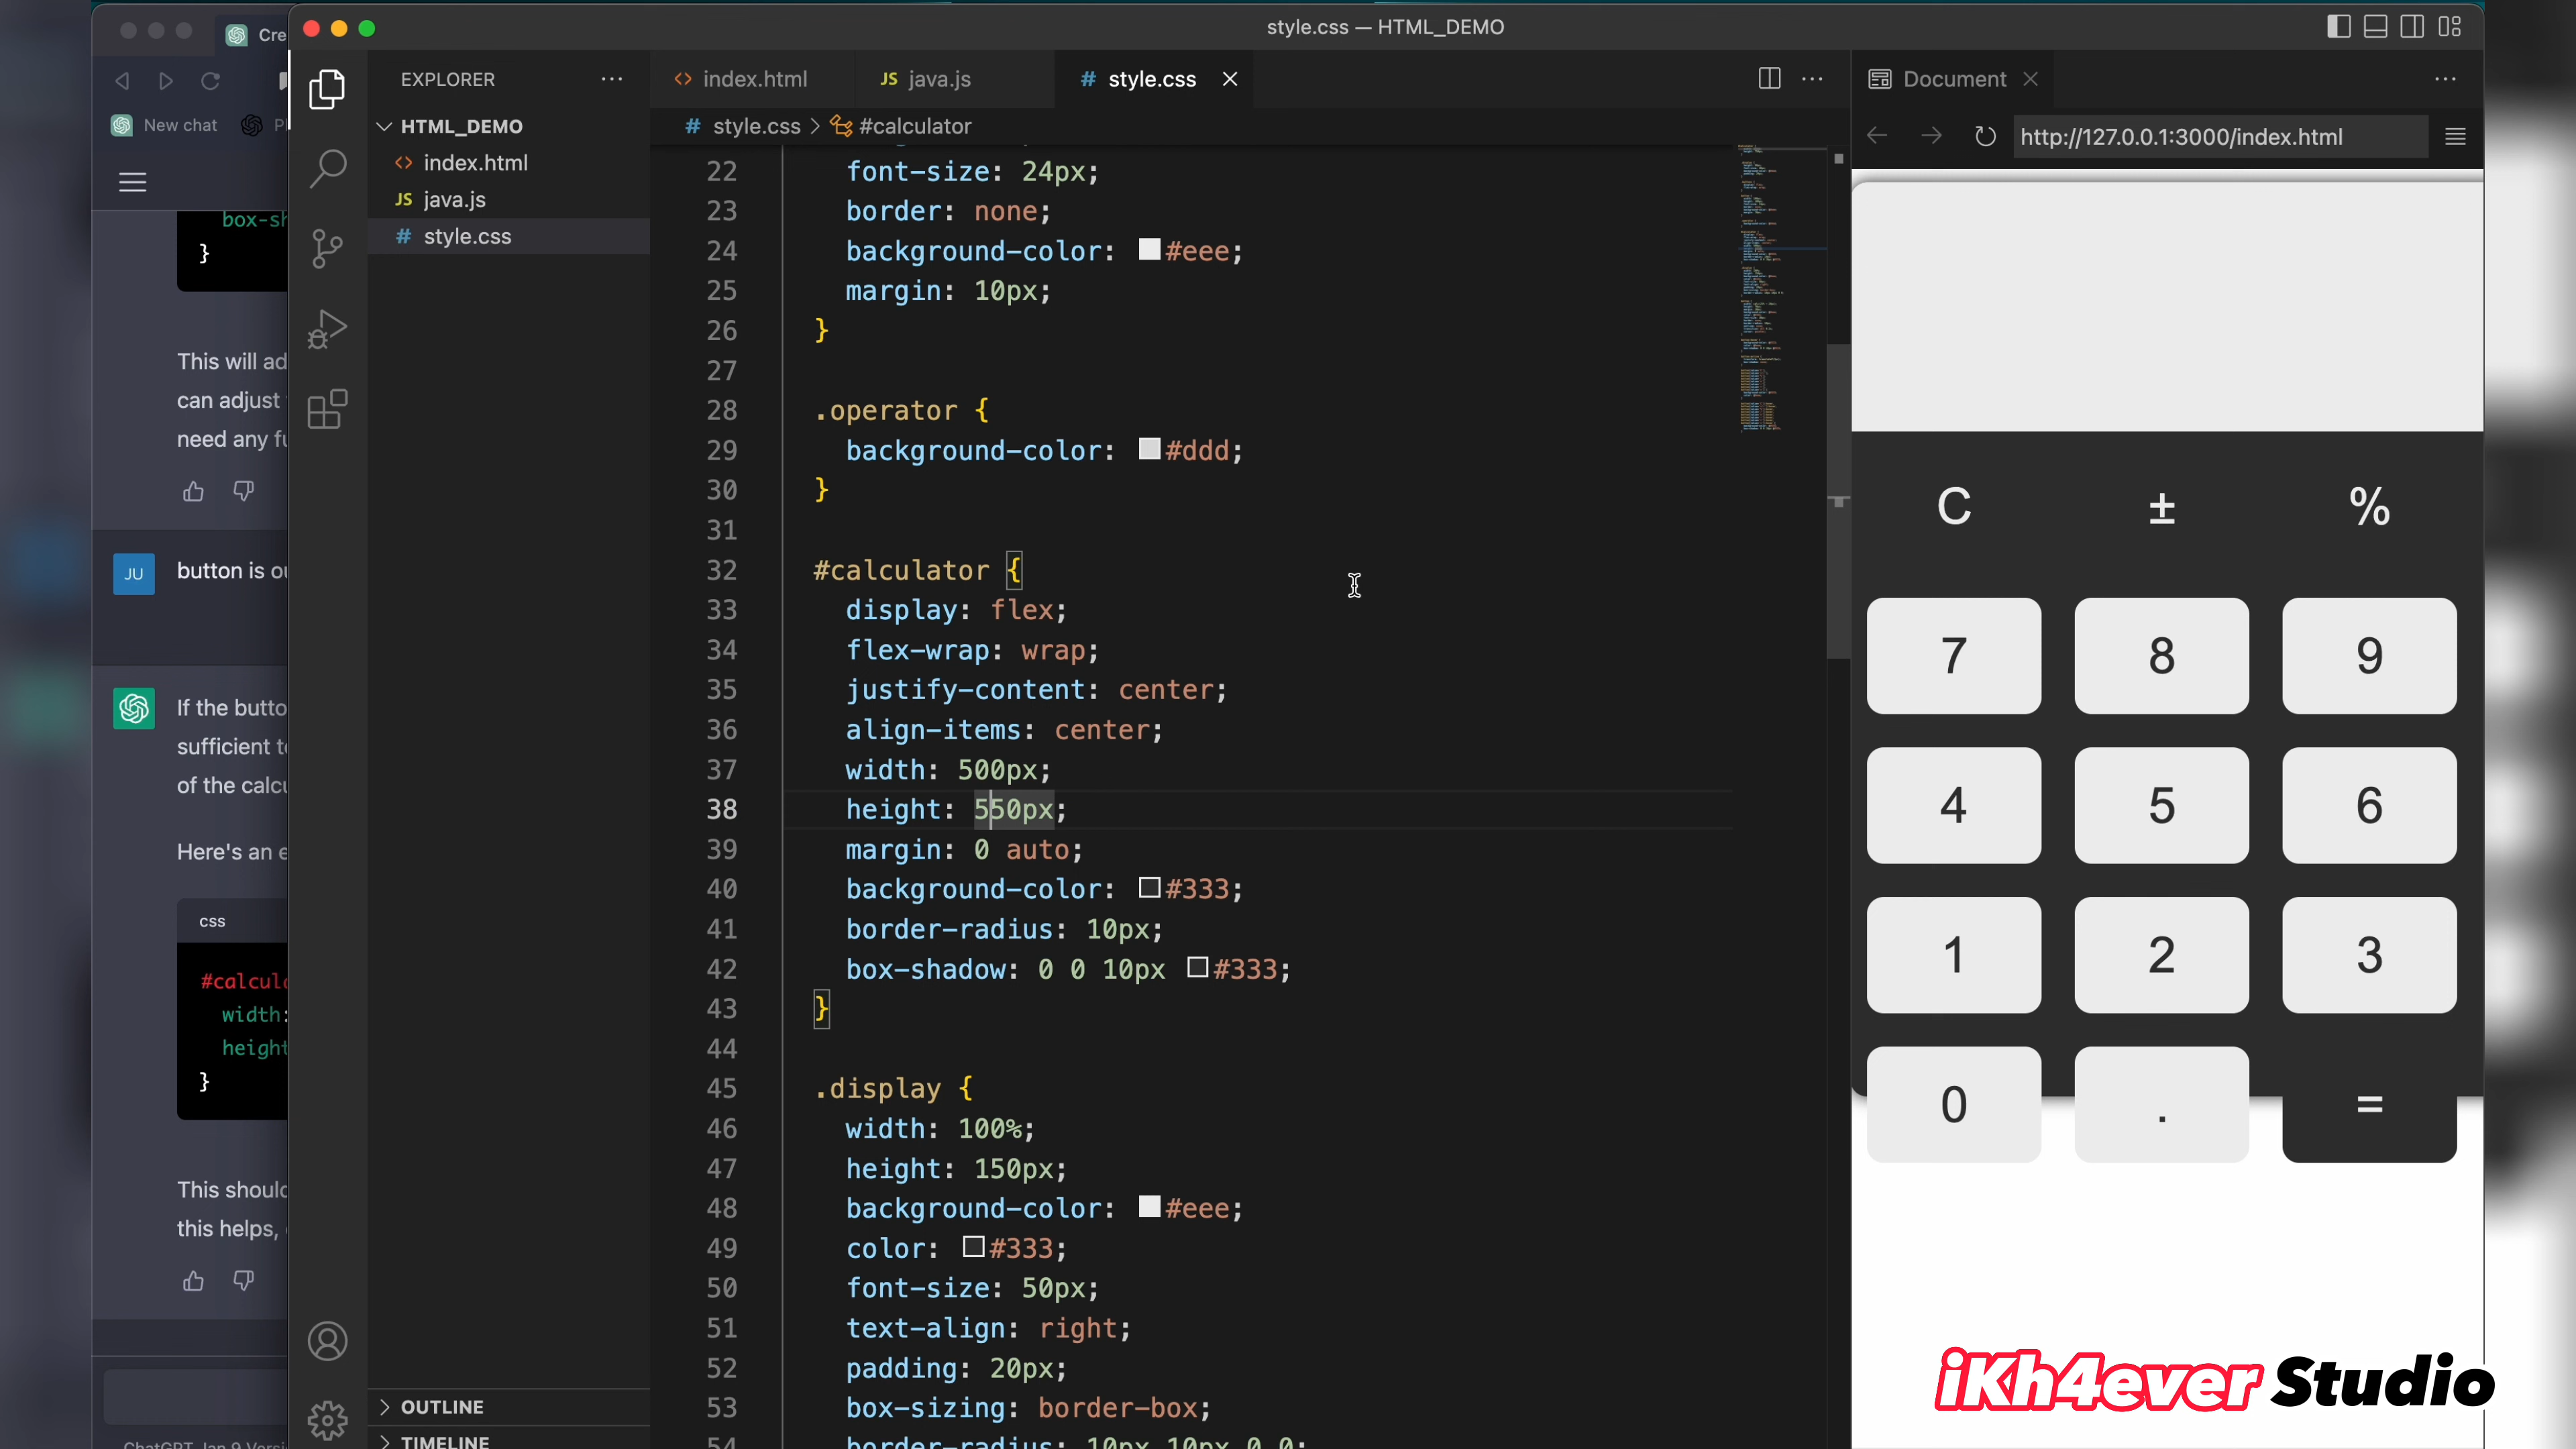 Cre
New chat
box-sh
}
This will ad
can adjust
need any fu
JU
button is ou
If the butto
sufficient to
of the calcu
Here's an e
css
#calcula
width:
height
}
This should
this helps,
style.css — HTML_DEMO
EXPLORER
HTML_DEMO
index.html
JS java.js
# style.css
OUTLINE
TIMELINE
index.html
JS java.js
# style.css
# style.css > #calculator
22 font-size: 24px;
23 border: none;
24 background-color: #eee;
25 margin: 10px;
26 }
27
28 .operator {
29 background-color: #ddd;
30 }
31
32 #calculator {
33 display: flex;
34 flex-wrap: wrap;
35 justify-content: center;
36 align-items: center;
37 width: 500px;
38 height: 550px;
39 margin: 0 auto;
40 background-color: #333;
41 border-radius: 10px;
42 box-shadow: 0 0 10px #333;
43 }
44
45 .display {
46 width: 100%;
47 height: 150px;
48 background-color: #eee;
49 color: #333;
50 font-size: 50px;
51 text-align: right;
52 padding: 20px;
53 box-sizing: border-box;
54 border-radius: 10px 10px 0 0;
Document
http://127.0.0.1:3000/index.html
C ± %
7 8 9
4 5 6
1 2 3
0 . =
iKh4ever Studio